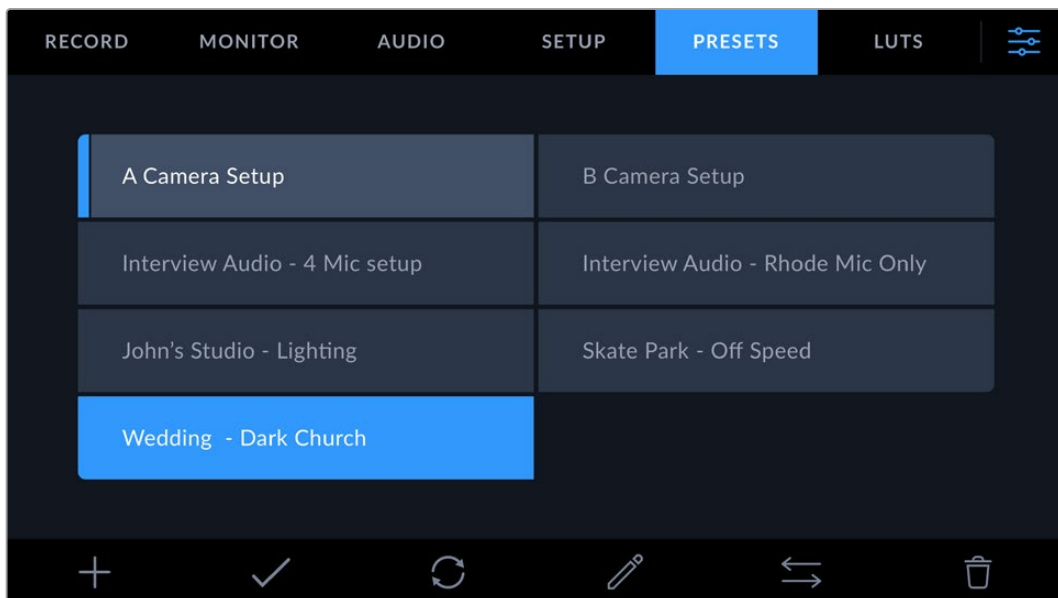 RECORD MONITOR AUDIO SETUP PRESETS LUTS
A Camera Setup B Camera Setup
Interview Audio - 4 Mic setup Interview Audio - Rhode Mic Only
John's Studio - Lighting Skate Park - Off Speed
Wedding - Dark Church